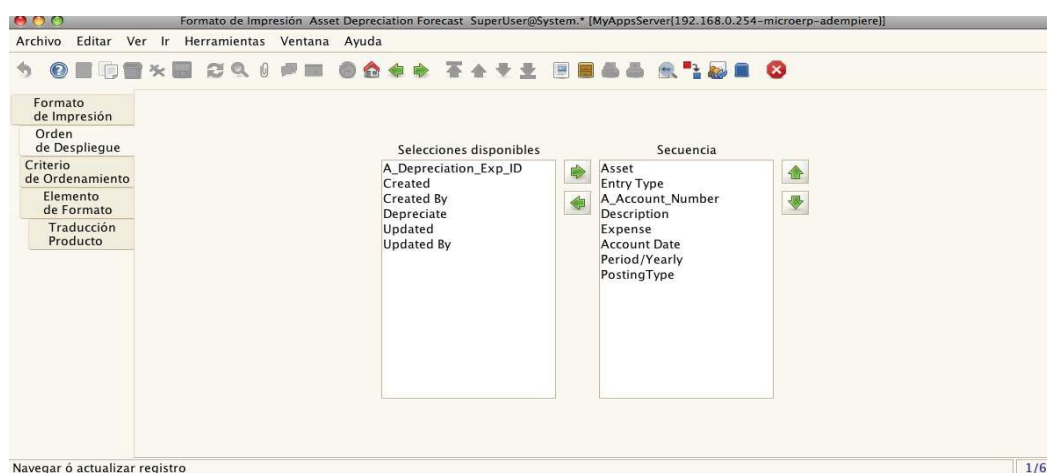 Formato de Impresión Asset Depreciation Forecast SuperUser@System.* [MyAppsServer{192.168.0.254-microerp-adempiere}]
Archivo Editar Ver Ir Herramientas Ventana Ayuda
Formato
de Impresión
Orden
de Despliegue
Criterio
de Ordenamiento
Elemento
de Formato
Traducción
Producto
Selecciones disponibles
A_Depreciation_Exp_ID
Created
Created By
Depreciate
Updated
Updated By
Secuencia
Asset
Entry Type
A_Account_Number
Description
Expense
Account Date
Period/Yearly
PostingType
Navegar ó actualizar registro
1/6